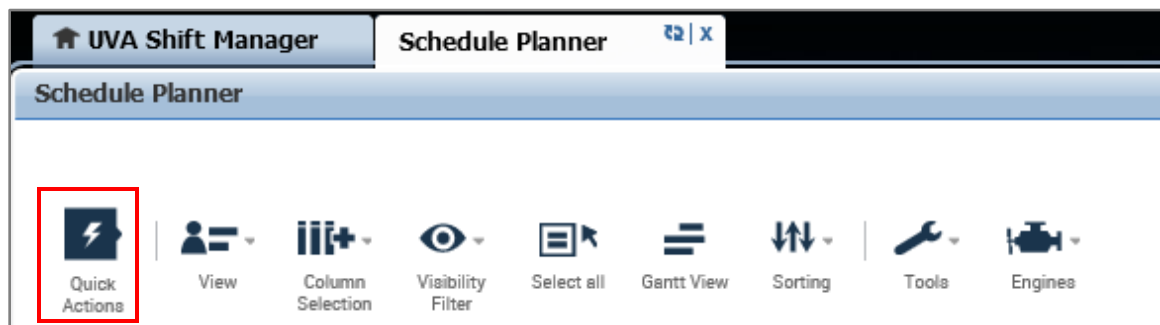 UVA Shift Manager
Schedule Planner
x
Schedule Planner
Quick Actions
View
Column Selection
Visibility Filter
Select all
Gantt View
Sorting
Tools
Engines